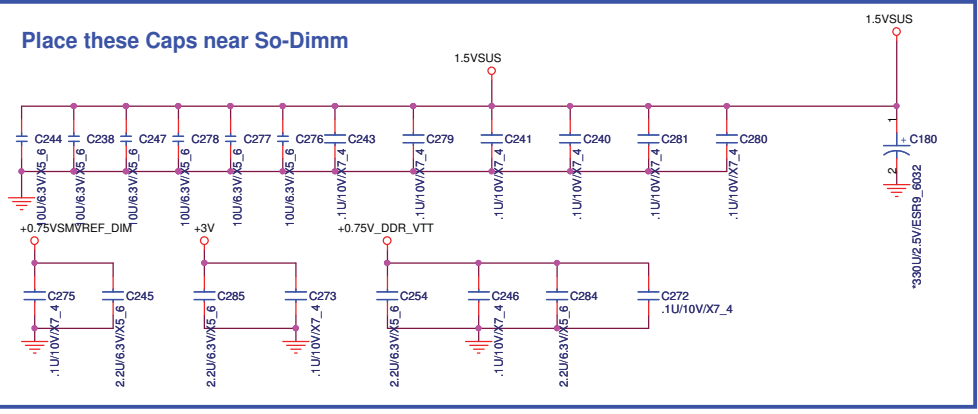 1.5VSUS
Place these Caps near So-Dimm
1.5VSUS
C244
C238
C247
C278
C277
C276
C243
C279
C241
C240
C281
C280
1
+
C180
2
10U/6.3V/X5_6
10U/6.3V/X5_6
10U/6.3V/X5_6
10U/6.3V/X5_6
10U/6.3V/X5_6
10U/6.3V/X5_6
.1U/10V/X7_4
.1U/10V/X7_4
.1U/10V/X7_4
.1U/10V/X7_4
.1U/10V/X7_4
.1U/10V/X7_4
*330U/2.5V/ESR9_6032
+0.75VSMVREF_DIM
+3V
+0.75V_DDR_VTT
C275
C245
C285
C273
C254
C246
C284
C272
.1U/10V/X7_4
2.2U/6.3V/X5_6
2.2U/6.3V/X5_6
.1U/10V/X7_4
2.2U/6.3V/X5_6
.1U/10V/X7_4
2.2U/6.3V/X5_6
.1U/10V/X7_4